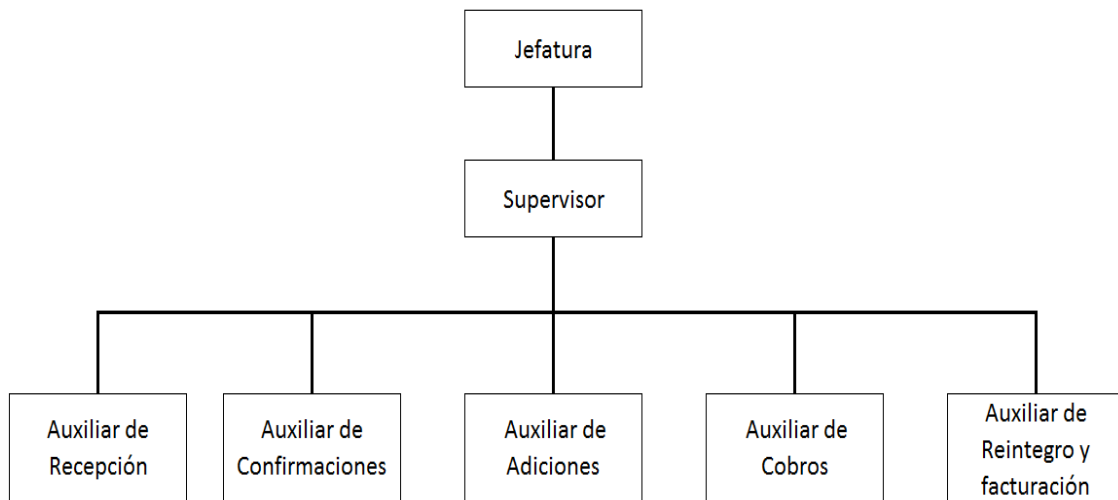 Jefatura
Supervisor
Auxiliar de
Recepción
Auxiliar de
Confirmaciones
Auxiliar de
Adiciones
Auxiliar de
Cobros
Auxiliar de
Reintegro y
facturación